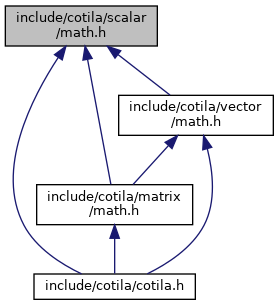 include/cotila/scalar
/math.h
include/cotila/vector
/math.h
include/cotila/matrix
/math.h
include/cotila/cotila.h